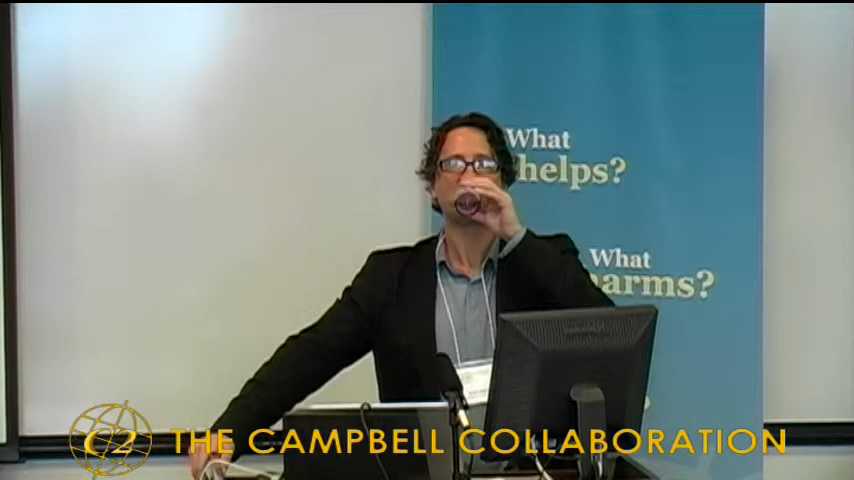 What
helps?
What
harms?
C2 THE CAMPBELL COLLABORATION